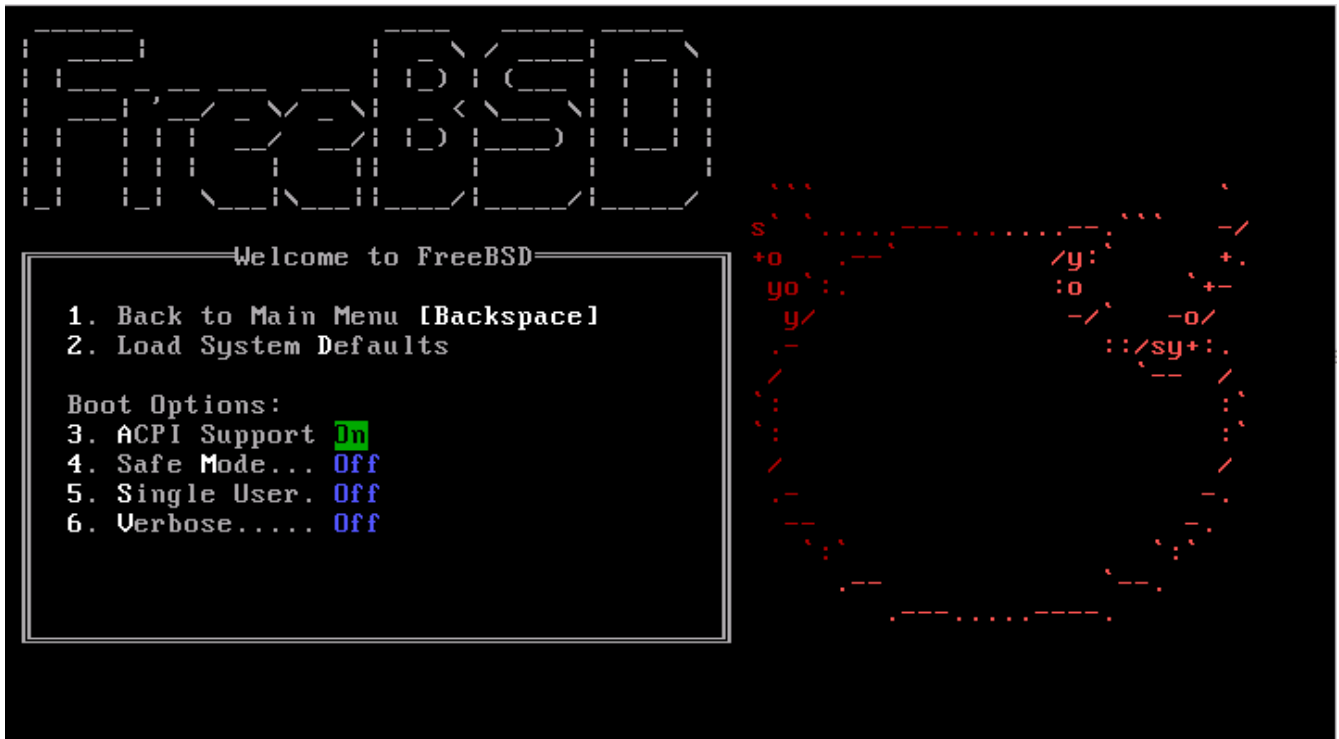 FreeBSD
Welcome to FreeBSD
1. Back to Main Menu [Backspace]
2. Load System Defaults
Boot Options:
3. ACPI Support On
4. Safe Mode... Off
5. Single User. Off
6. Verbose..... Off